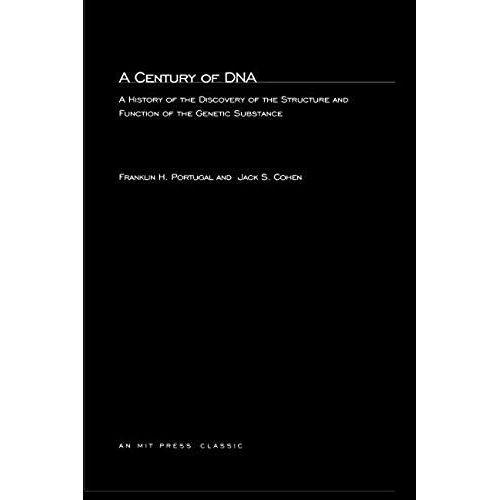 A Century of DNA
A History of the Discovery of the Structure and
Function of the Genetic Substance
Franklin H. Portugal and Jack S. Cohen
AN MIT PRESS CLASSIC